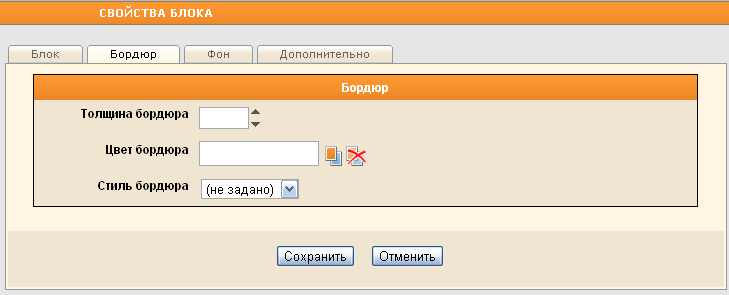 СВОЙСТВА БЛОКА
Блок Бордюр Фон Дополнительно
Бордюр
Толщина бордюра
Цвет бордюра
Стиль бордюра (не задано)
Сохранить Отменить